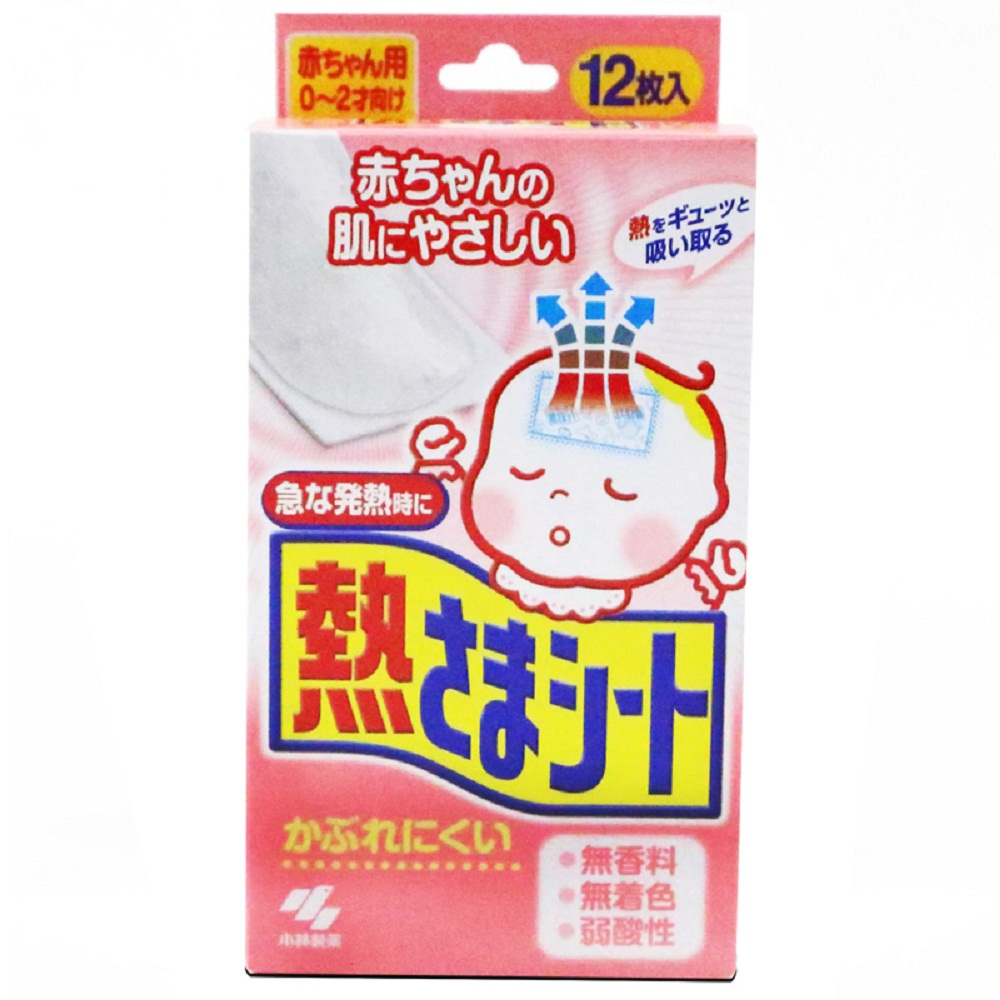 赤ちゃん用
0～2才向け
12枚入
赤ちゃんの
肌にやさしい
熱をギューッと
吸い取る
急な発熱時に
熱さまシート
かぶれにくい
•無香料
•無着色
•弱酸性
小林製薬